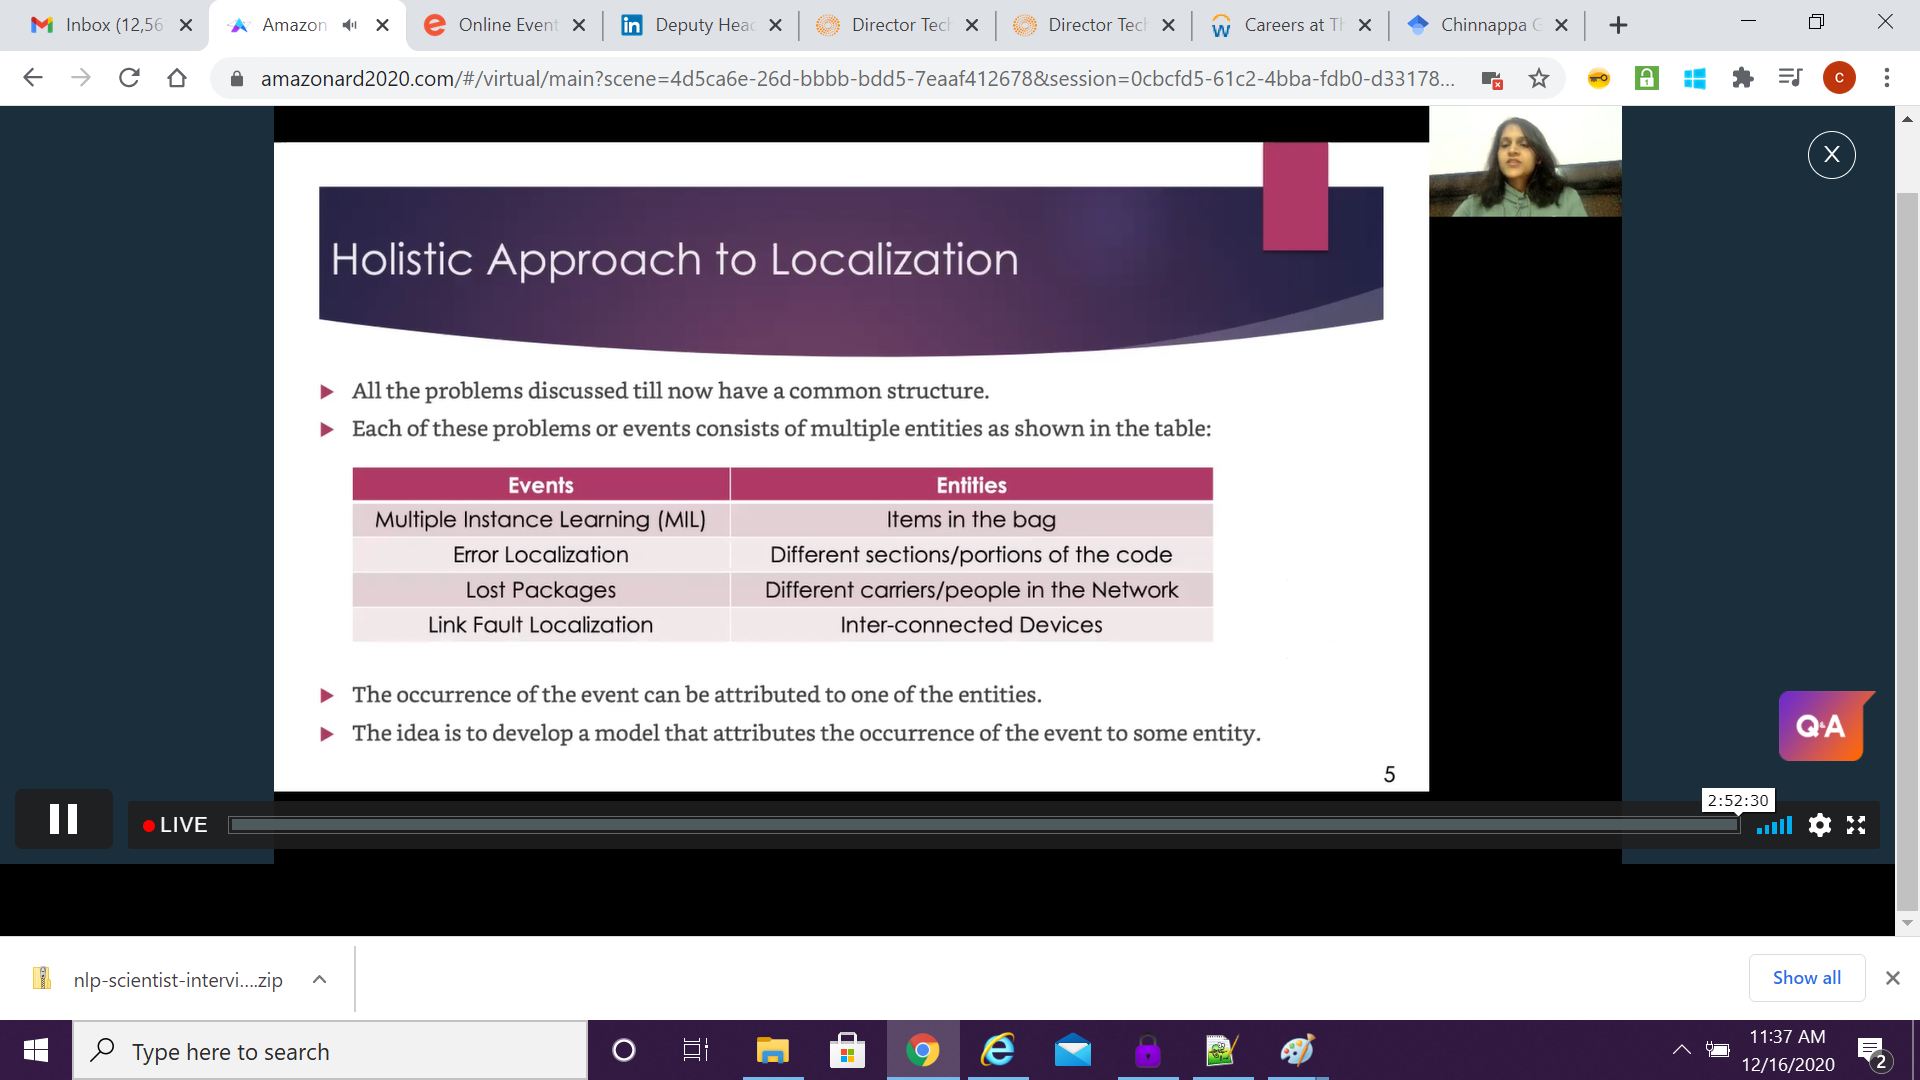 Inbox (12,56
Amazon
Online Event
Deputy Head
Director Tech
Director Tech
Careers at Th
Chinnappa G
amazonard2020.com/#/virtual/main?scene=4d5ca6e-26d-bbbb-bdd5-7eaaf412678&session=0cbcfd5-61c2-4bba-fdb0-d33178...
C
X
Holistic Approach to Localization
All the problems discussed till now have a common structure.
Each of these problems or events consists of multiple entities as shown in the table:
Events Entities
Multiple Instance Learning (MIL) Items in the bag
Error Localization Different sections/portions of the code
Lost Packages Different carriers/people in the Network
Link Fault Localization Inter-connected Devices
The occurrence of the event can be attributed to one of the entities.
The idea is to develop a model that attributes the occurrence of the event to some entity.
Q&A
5
2:52:30
LIVE
nlp-scientist-intervi....zip
Show all
Type here to search
11:37 AM
12/16/2020
2